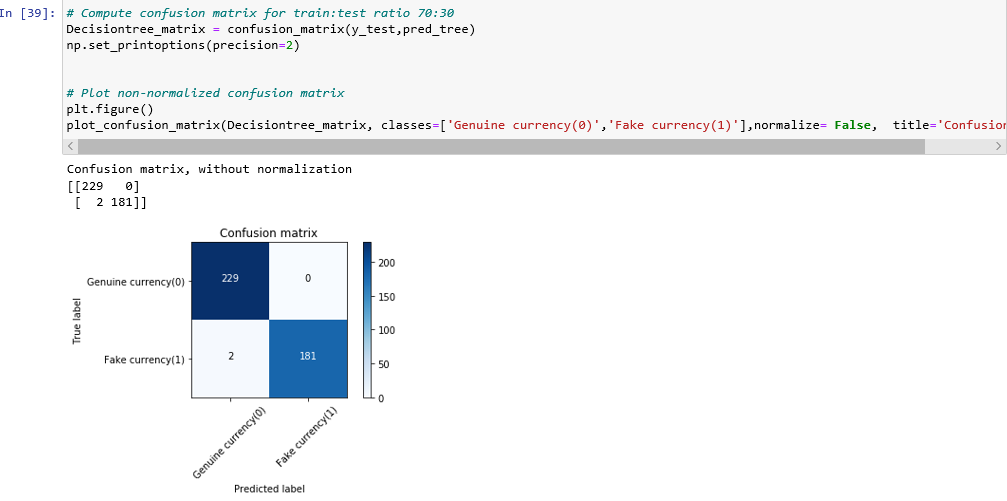 In [39]: # Compute confusion matrix for train:test ratio 70:30
Decisiontree_matrix = confusion_matrix(y_test,pred_tree)
np.set_printoptions(precision=2)
# Plot non-normalized confusion matrix
plt.figure()
plot_confusion_matrix(Decisiontree_matrix, classes=['Genuine currency(0)','Fake currency(1)'],normalize= False,  title='Confusion
Confusion matrix, without normalization
[[229   0]
 [  2 181]]
Confusion matrix
Genuine currency(0)
229
0
200
150
True label
100
Fake currency(1)
2
181
50
0
Genuine currency(0)
Fake currency(1)
Predicted label